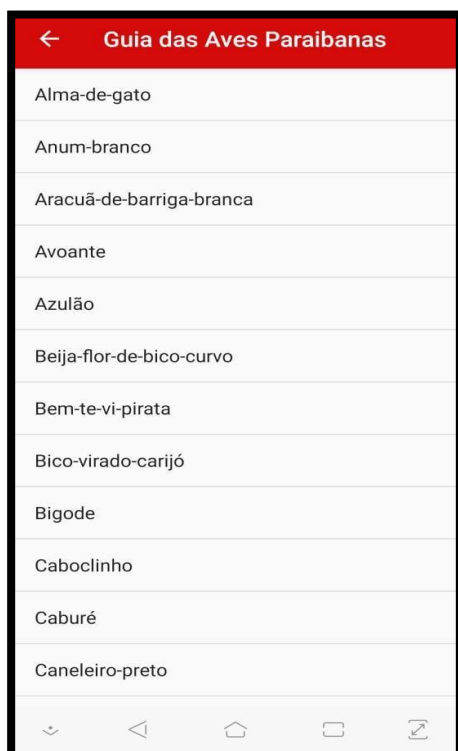 Guia das Aves Paraibanas
Alma-de-gato
Anum-branco
Aracuã-de-barriga-branca
Avoante
Azulão
Beija-flor-de-bico-curvo
Bem-te-vi-pirata
Bico-virado-carijó
Bigode
Caboclinho
Caburé
Caneleiro-preto